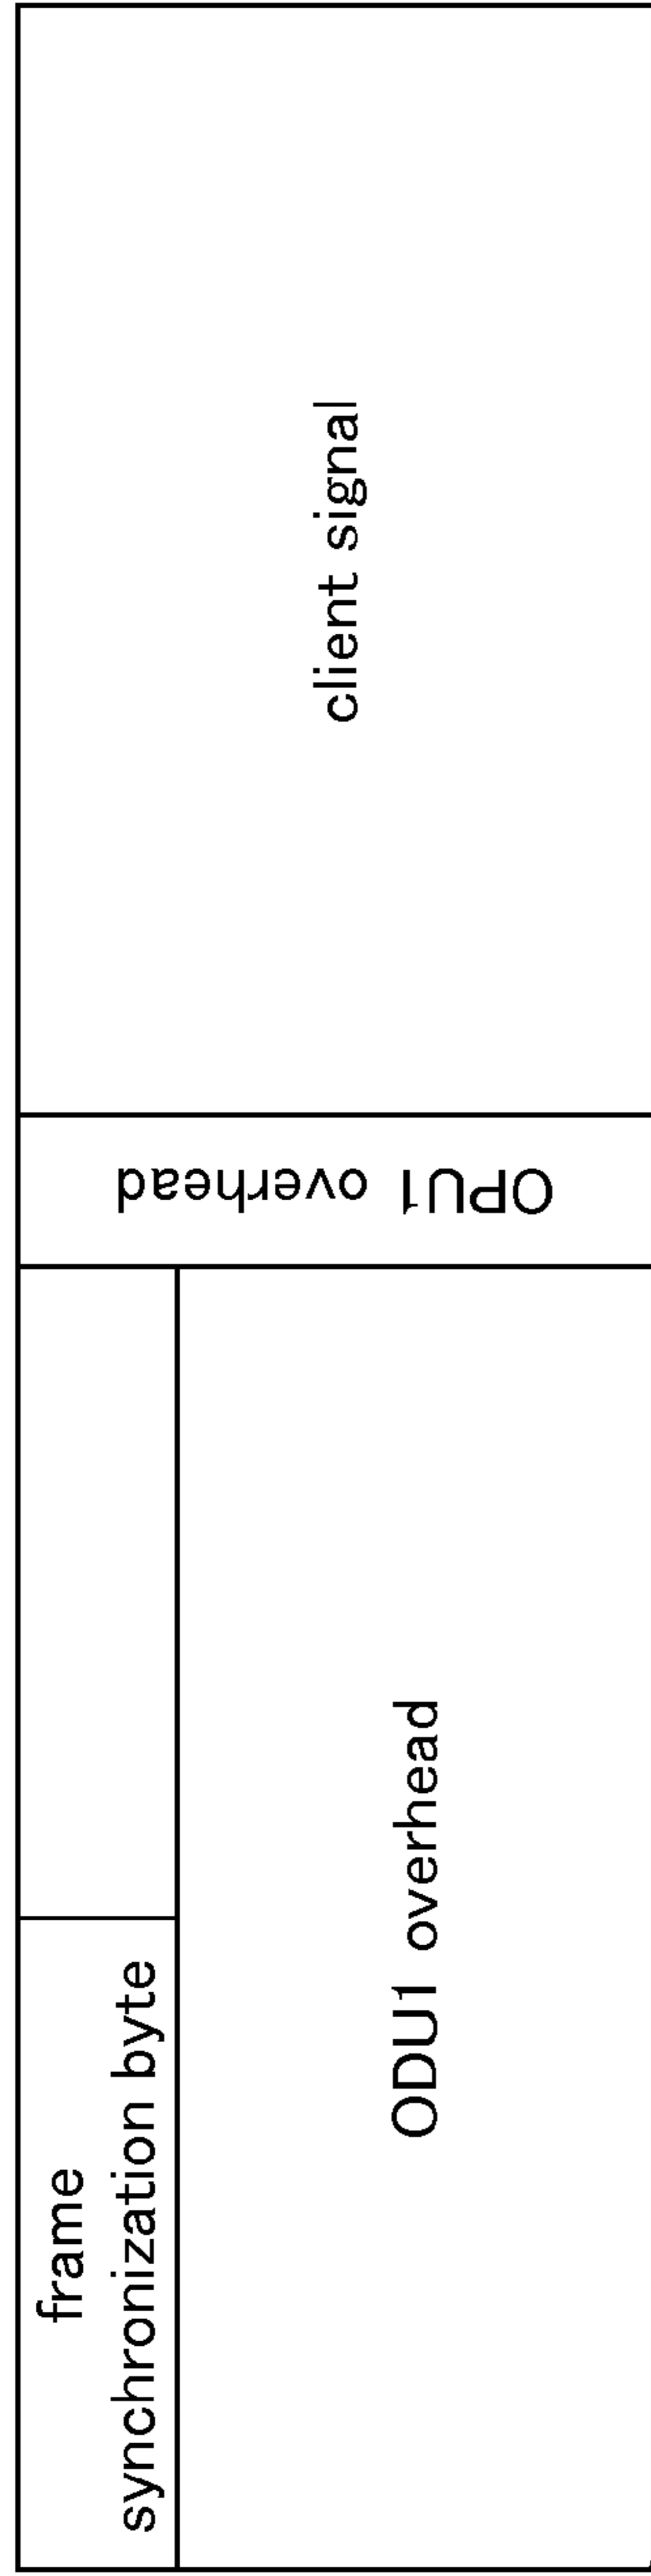 frame
synchronization byte
ODU1 overhead
OPU1 overhead
client signal